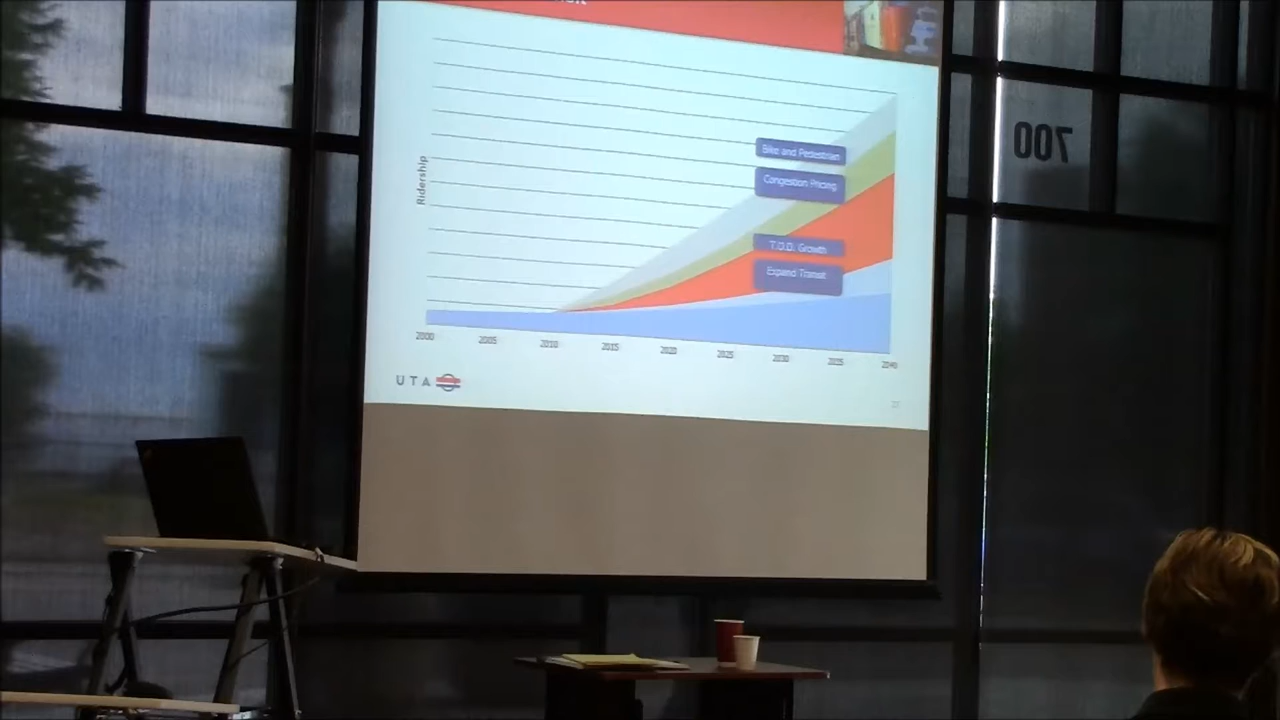 700
Bike and Pedestrian
Congestion Pricing
T.O.D. Growth
Expand Transit
Ridership
2000 2005 2010 2015 2020 2025 2030 2035 2040
UTA